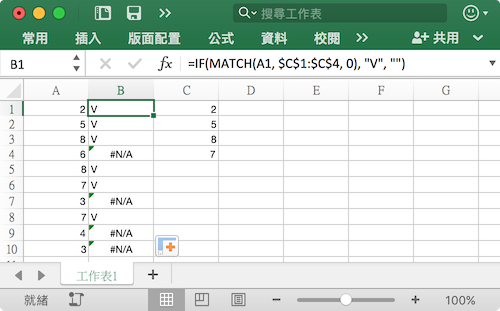 搜尋工作表
常用 插入 版面配置 公式 資料 校閱 共用
B1 fx =IF(MATCH(A1, $C$1:$C$4, 0), "V", "")
A B C D E F G
1 2 V 2
2 5 V 5
3 8 V 8
4 6 #N/A 7
5 8 V
6 7 V
7 3 #N/A
8 7 V
9 4 #N/A
10 3 #N/A
工作表1
就緒 100%